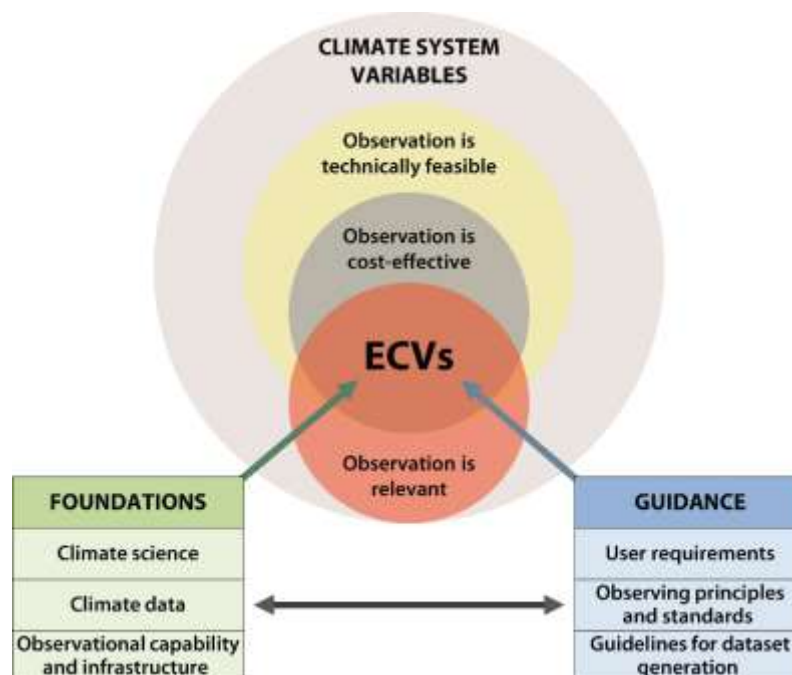 CLIMATE SYSTEM
VARIABLES
Observation is
technically feasible
Observation is
cost-effective
ECVs
Observation is
relevant
FOUNDATIONS
Climate science
Climate data
Observational capability
and infrastructure
GUIDANCE
User requirements
Observing principles
and standards
Guidelines for dataset
generation